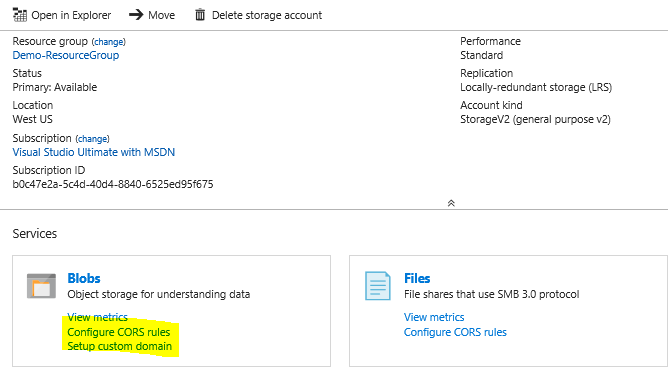 Open in Explorer Move Delete storage account
Resource group (change)
Demo-ResourceGroup
Status
Primary: Available
Location
West US
Subscription (change)
Visual Studio Ultimate with MSDN
Subscription ID
b0c47e2a-5c4d-40d4-8840-6525ed95f675
Performance
Standard
Replication
Locally-redundant storage (LRS)
Account kind
StorageV2 (general purpose v2)
Services
Blobs
Object storage for understanding data
View metrics
Configure CORS rules
Setup custom domain
Files
File shares that use SMB 3.0 protocol
View metrics
Configure CORS rules